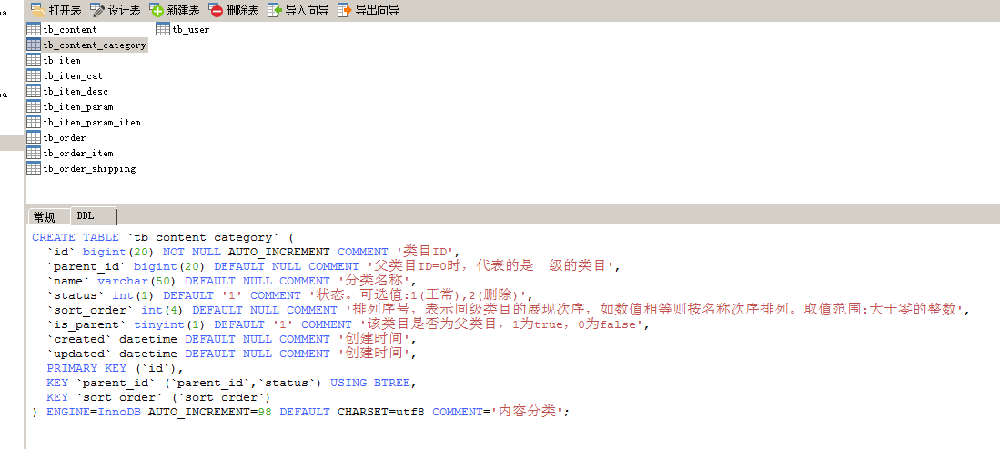 打开表 设计表 新建表 删除表 导入向导 导出向导
tb_content tb_user
tb_content_category
tb_item
tb_item_cat
tb_item_desc
tb_item_param
tb_item_param_item
tb_order
tb_order_item
tb_order_shipping
常规 DDL
CREATE TABLE `tb_content_category` (
`id` bigint(20) NOT NULL AUTO_INCREMENT COMMENT '类目ID',
`parent_id` bigint(20) DEFAULT NULL COMMENT '父类目ID=0时，代表的是一级的类目',
`name` varchar(50) DEFAULT NULL COMMENT '分类名称',
`status` int(1) DEFAULT '1' COMMENT '状态。可选值:1(正常),2(删除)',
`sort_order` int(4) DEFAULT NULL COMMENT '排列序号，表示同级类目的展现次序，如数值相等则按名称次序排列。取值范围:大于零的整数',
`is_parent` tinyint(1) DEFAULT '1' COMMENT '该类目是否为父类目，1为true，0为false',
`created` datetime DEFAULT NULL COMMENT '创建时间',
`updated` datetime DEFAULT NULL COMMENT '创建时间',
PRIMARY KEY (`id`),
KEY `parent_id` (`parent_id`,`status`) USING BTREE,
KEY `sort_order` (`sort_order`)
) ENGINE=InnoDB AUTO_INCREMENT=98 DEFAULT CHARSET=utf8 COMMENT='内容分类';